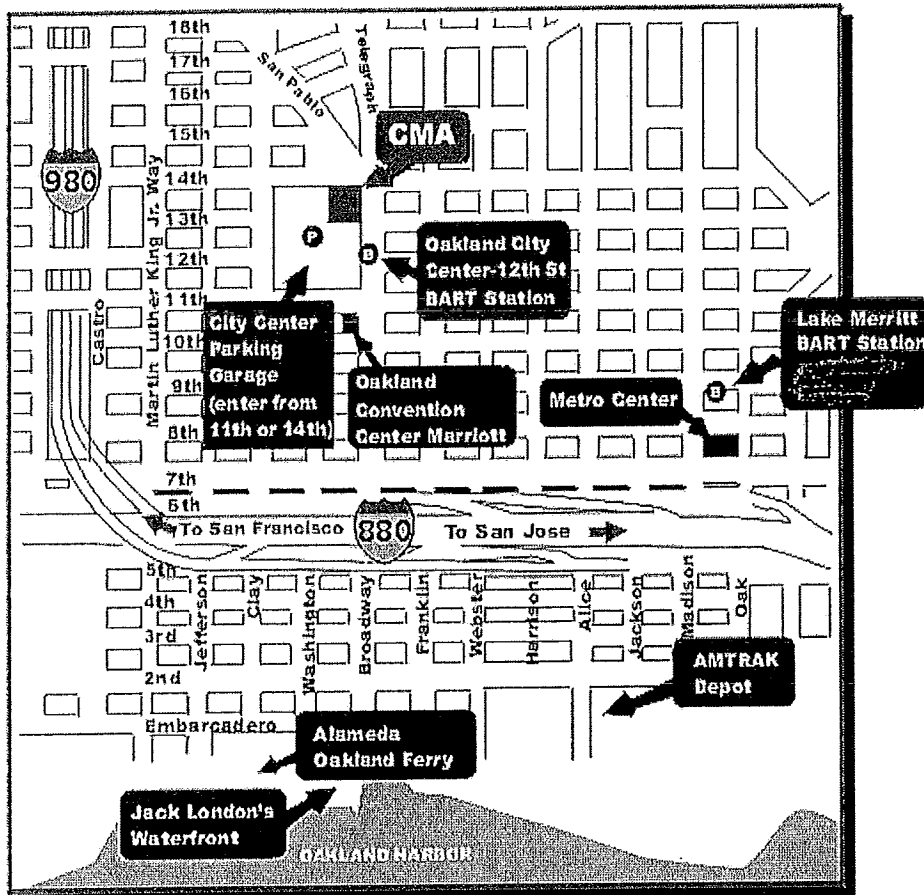 18th
17th
16th
15th
14th
13th
12th
11th
10th
9th
8th
7th
6th
5th
4th
3rd
2nd
Embarcadero
San Pablo
Telegraph
CMA
980
Martin Luther King Jr. Way
Castro
P
B
Oakland City
Center-12th St
BART Station
City Center
Parking
Garage
(enter from
11th or 14th)
Oakland
Convention
Center Marriott
Lake Merritt
BART Station
B
Metro Center
To San Francisco
880
To San Jose
Jefferson
Clay
Washington
Broadway
Franklin
Webster
Harrison
Alice
Jackson
Madison
Oak
AMTRAK
Depot
Alameda
Oakland Ferry
Jack London's
Waterfront
OAKLAND HARBOR